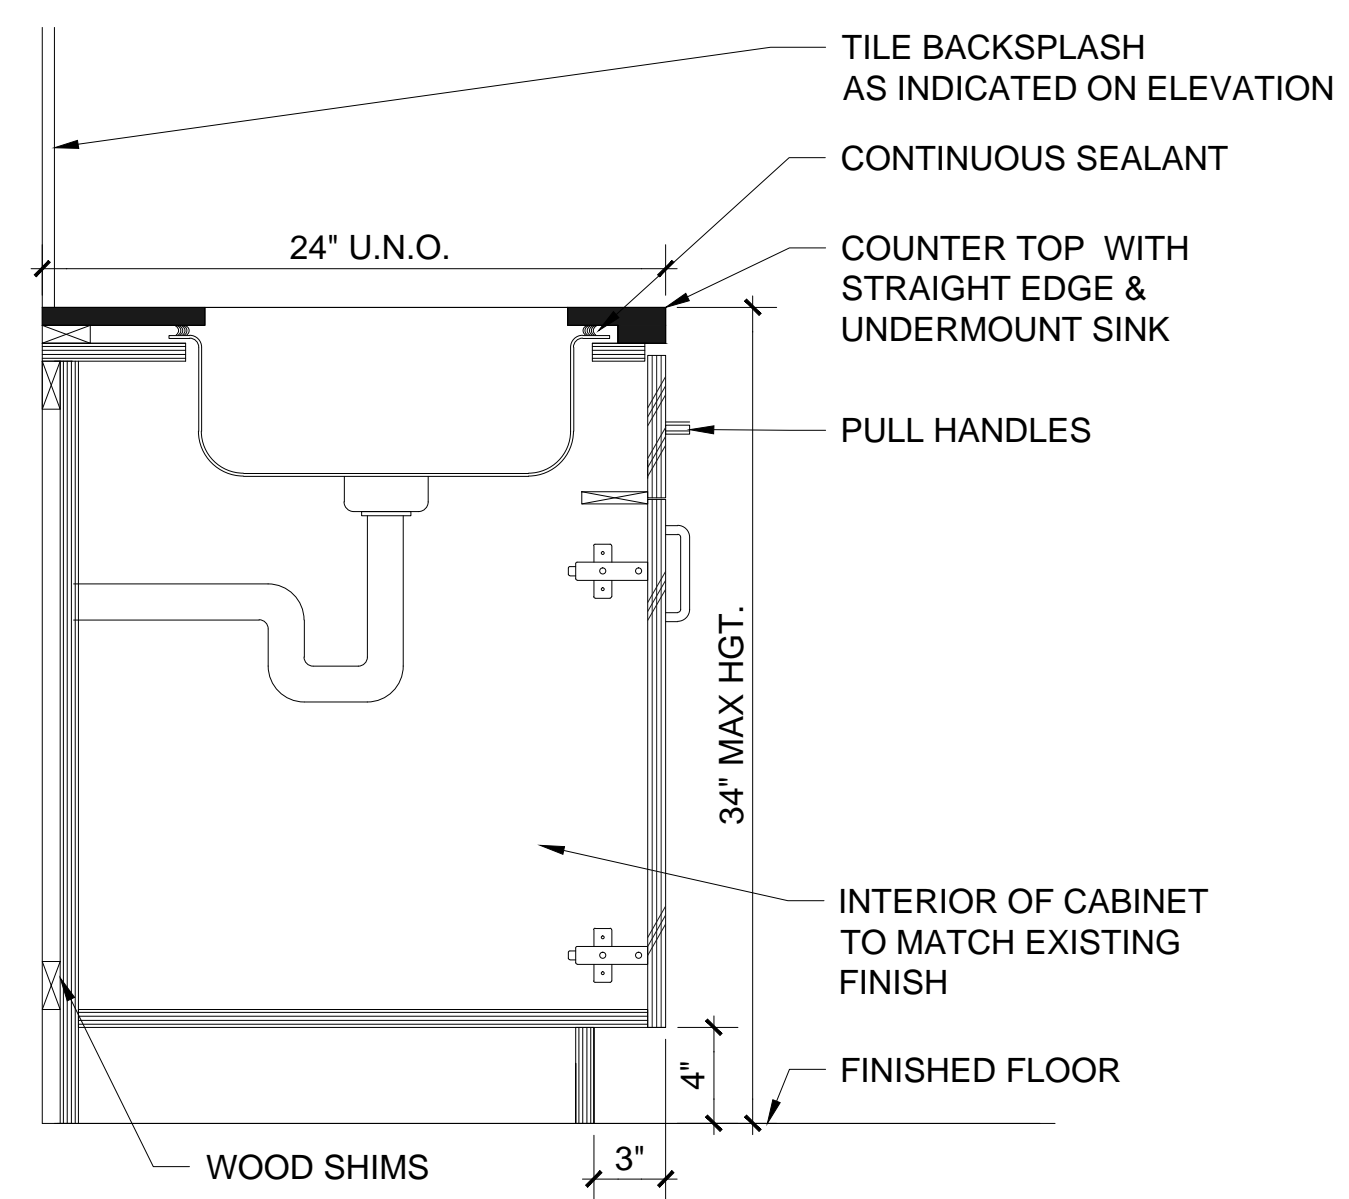 TILE BACKSPLASH
AS INDICATED ON ELEVATION
CONTINUOUS SEALANT
24" U.N.O.
COUNTER TOP WITH
STRAIGHT EDGE &
UNDERMOUNT SINK
PULL HANDLES
34" MAX HGT.
INTERIOR OF CABINET
TO MATCH EXISTING
FINISH
4"
FINISHED FLOOR
3"
WOOD SHIMS